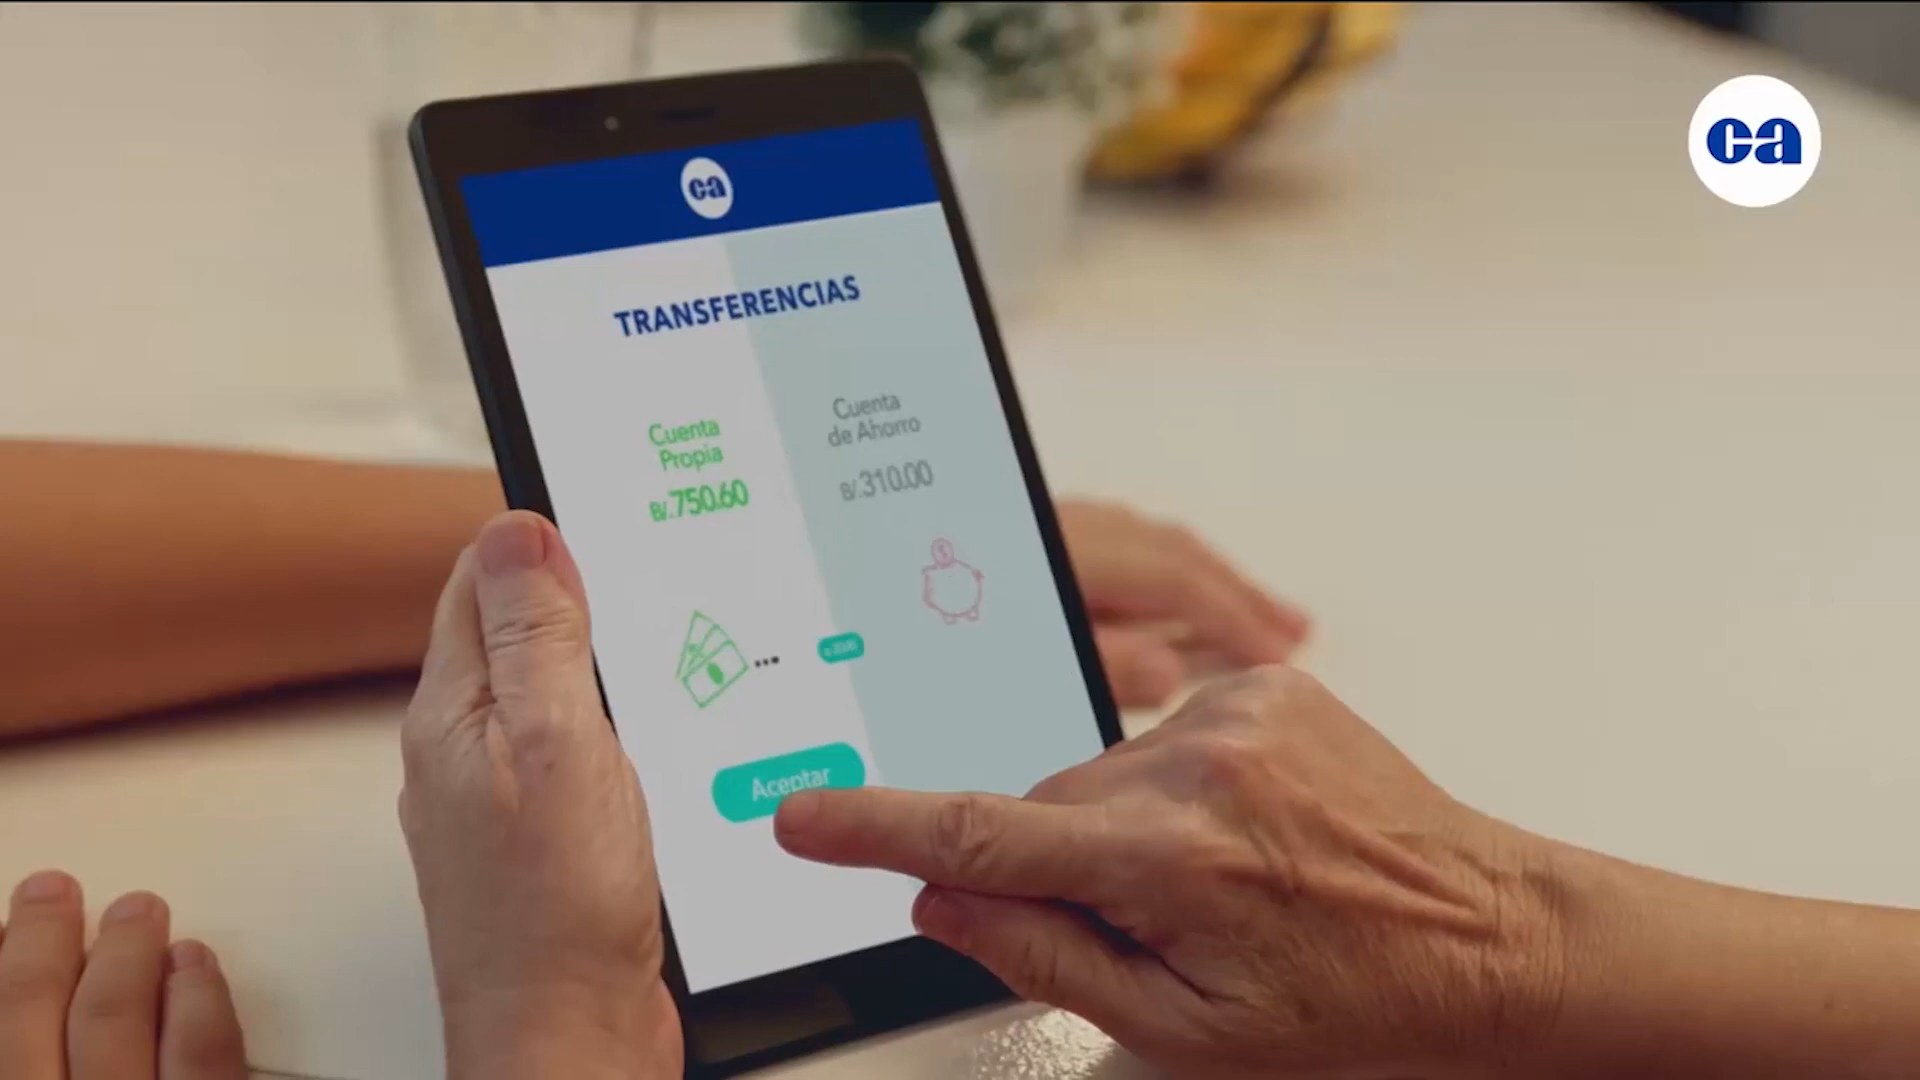 ca
ca
TRANSFERENCIAS
Cuenta
Propia
B/.750.60
Cuenta
de Ahorro
B/.310.00
Aceptar